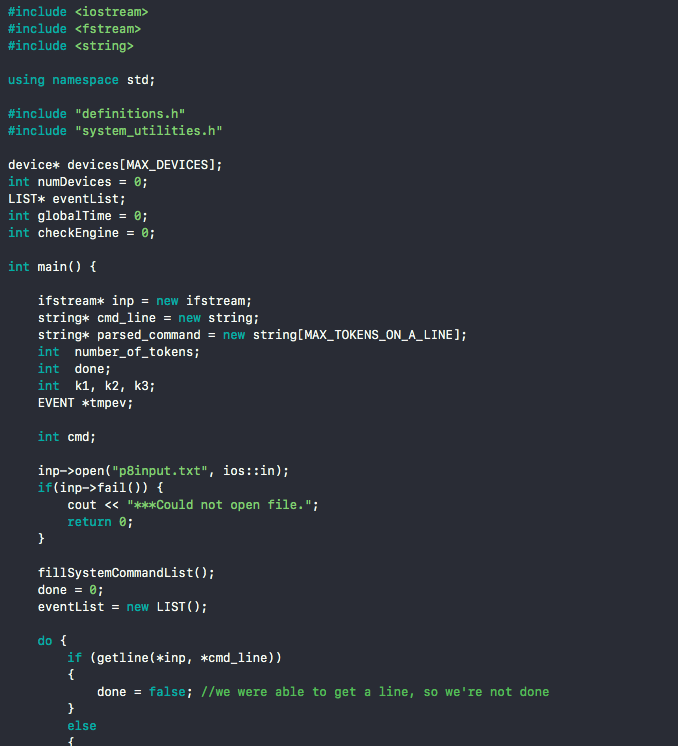 #include <iostream>
#include <fstream>
#include <string>

using namespace std;

#include "definitions.h"
#include "system_utilities.h"

device* devices[MAX_DEVICES];
int numDevices = 0;
LIST* eventList;
int globalTime = 0;
int checkEngine = 0;

int main() {

    ifstream* inp = new ifstream;
    string* cmd_line = new string;
    string* parsed_command = new string[MAX_TOKENS_ON_A_LINE];
    int  number_of_tokens;
    int  done;
    int  k1, k2, k3;
    EVENT *tmpev;

    int cmd;

    inp->open("p8input.txt", ios::in);
    if(inp->fail()) {
        cout << "***Could not open file.";
        return 0;
    }

    fillSystemCommandList();
    done = 0;
    eventList = new LIST();

    do {
        if (getline(*inp, *cmd_line))
        {
            done = false; //we were able to get a line, so we're not done
        }
        else
        {